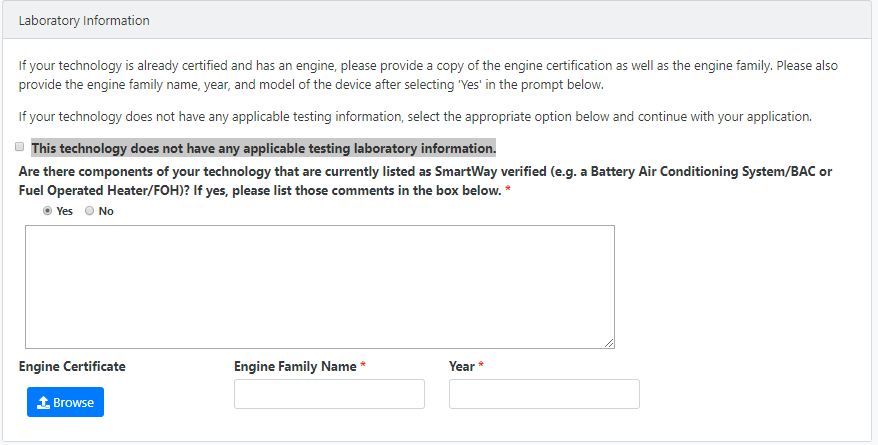 Laboratory Information
If your technology is already certified and has an engine, please provide a copy of the engine certification as well as the engine family. Please also
provide the engine family name, year, and model of the device after selecting 'Yes' in the prompt below.
If your technology does not have any applicable testing information, select the appropriate option below and continue with your application.
This technology does not have any applicable testing laboratory information.
Are there components of your technology that are currently listed as SmartWay verified (e.g. a Battery Air Conditioning System/BAC or
Fuel Operated Heater/FOH)? If yes, please list those comments in the box below. *
Yes No
Engine Certificate Engine Family Name * Year *
Browse